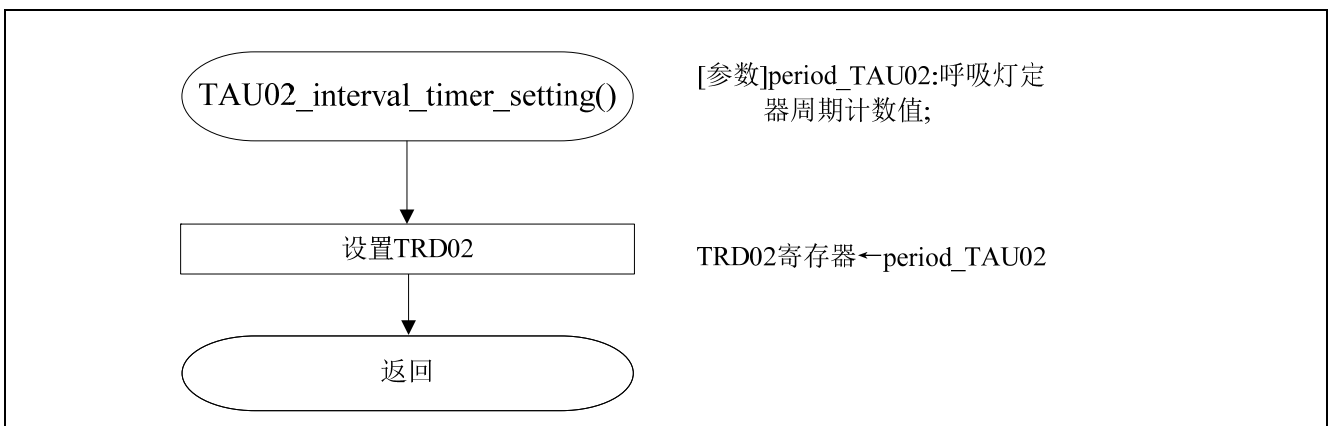 TAU02_interval_timer_setting()
[参数]period_TAU02:呼吸灯定
器周期计数值;
设置TRD02
TRD02寄存器←period_TAU02
返回